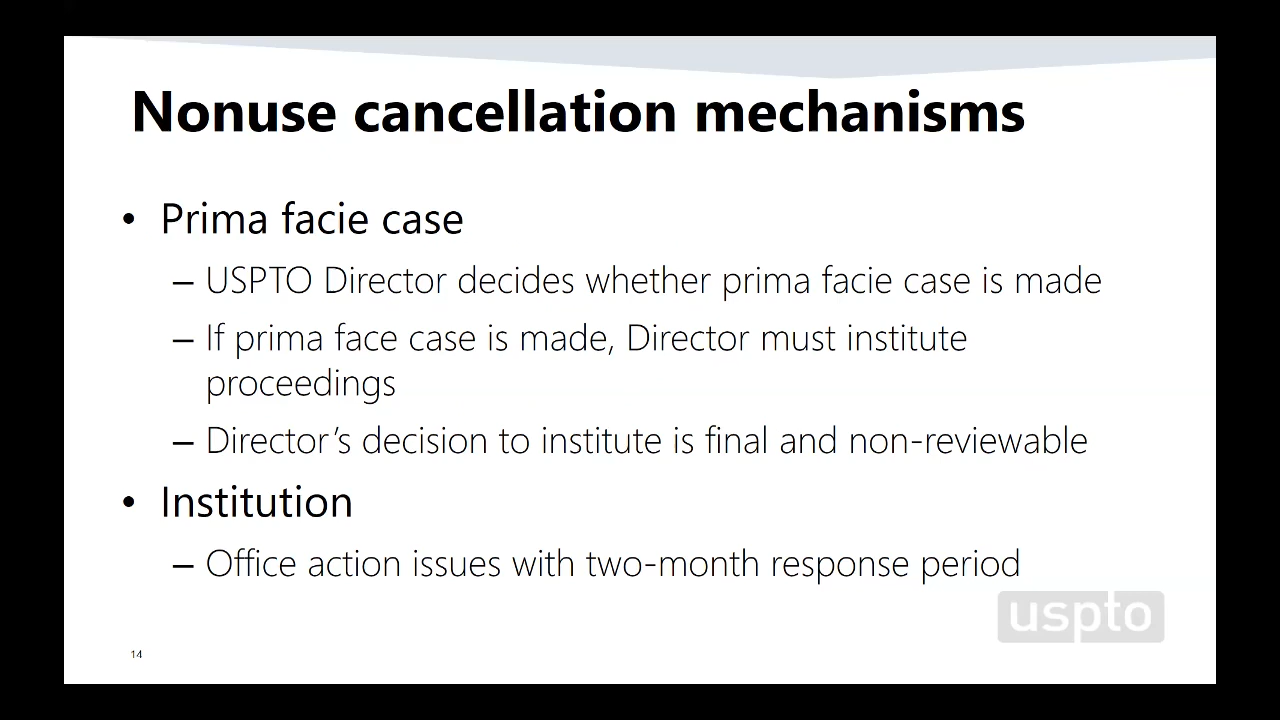 Nonuse cancellation mechanisms
• Prima facie case
– USPTO Director decides whether prima facie case is made
– If prima face case is made, Director must institute
proceedings
– Director's decision to institute is final and non-reviewable
• Institution
– Office action issues with two-month response period
uspto
14